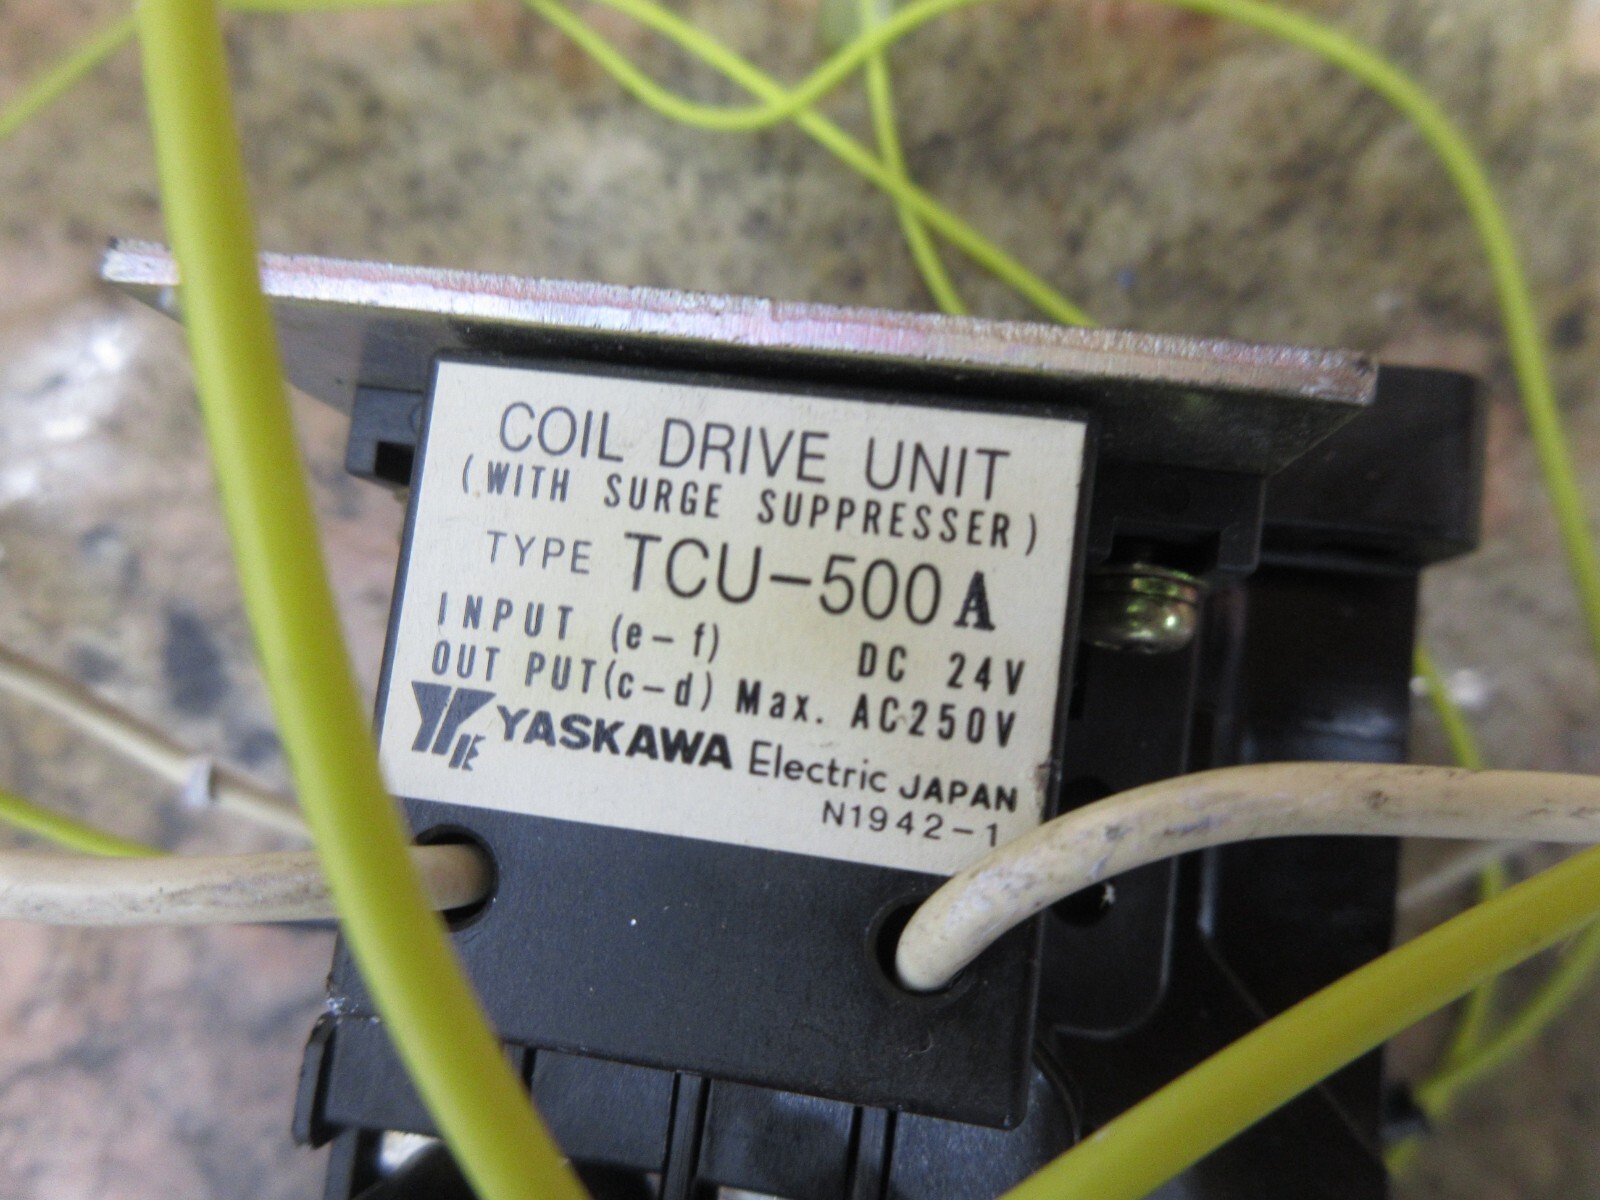 COIL DRIVE UNIT
(WITH SURGE SUPPRESSER)
TYPE TCU-500A
INPUT (e-f) DC 24V
OUT PUT(c-d) Max. AC250V
YE YASKAWA Electric JAPAN
N1942-1